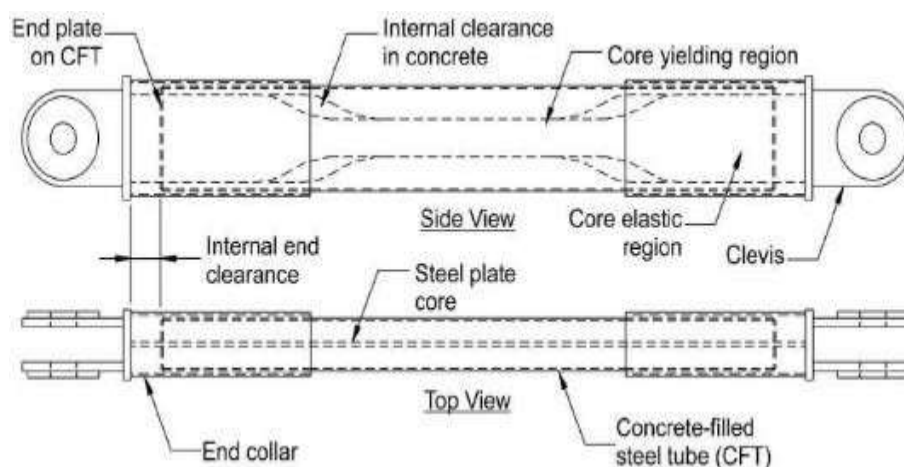 End plate
on CFT
Internal clearance
in concrete
Core yielding region
Side View
Core elastic
region
Clevis
Internal end
clearance
Steel plate
core
Top View
End collar
Concrete-filled
steel tube (CFT)